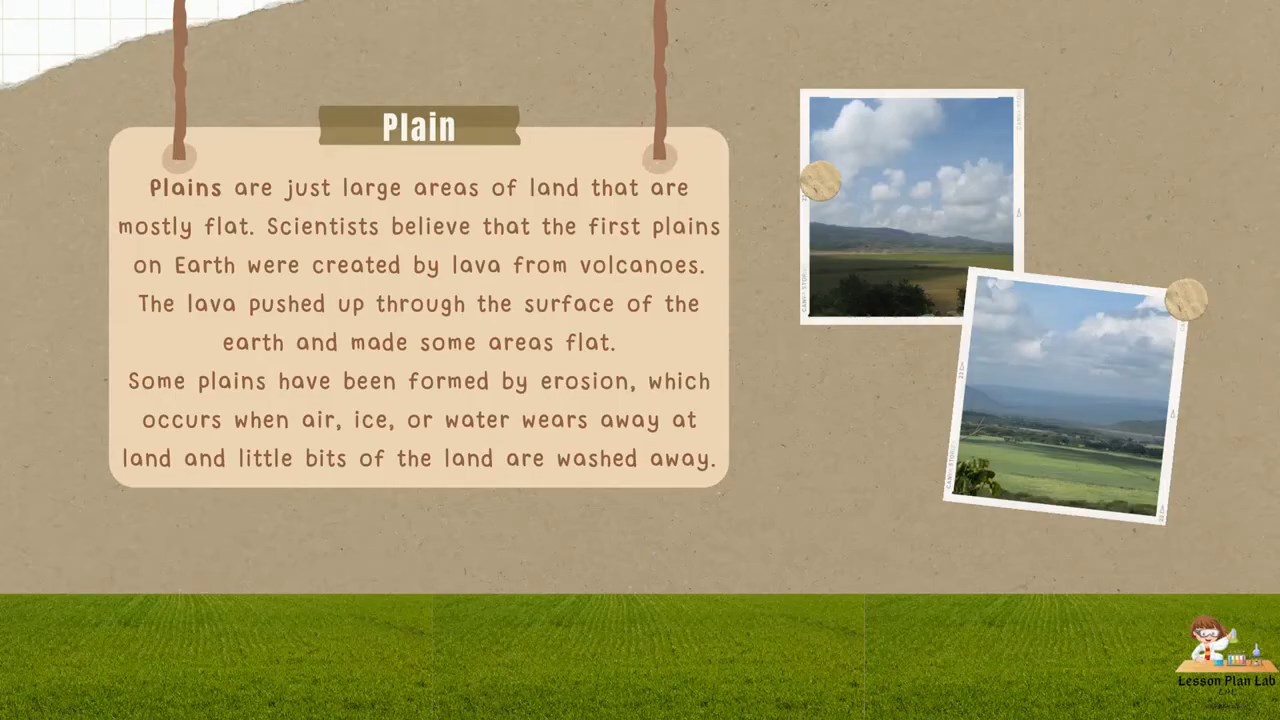 Plain
Plains are just large areas of land that are
mostly flat. Scientists believe that the first plains
on Earth were created by lava from volcanoes.
The lava pushed up through the surface of the
earth and made some areas flat.
Some plains have been formed by erosion, which
occurs when air, ice, or water wears away at
land and little bits of the land are washed away.
Lesson Plan Lab